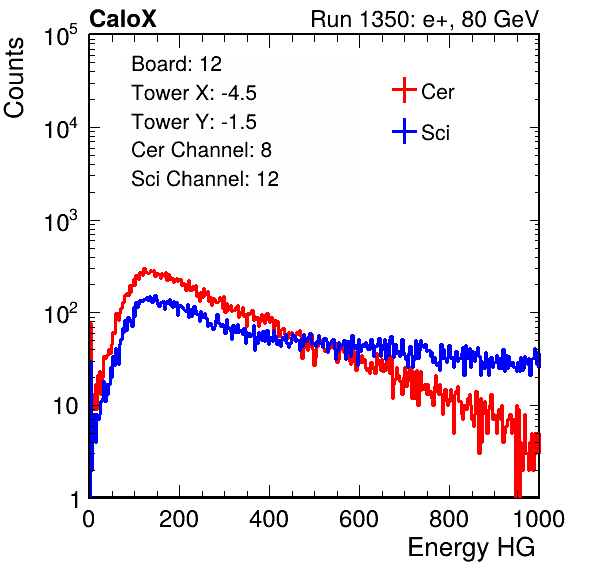 CaloX Run 1350: e+, 80 GeV
Counts
Board: 12
Tower X: -4.5
Tower Y: -1.5
Cer Channel: 8
Sci Channel: 12
Cer
Sci
10^5
10^4
10^3
10^2
10
1
0 200 400 600 800 1000
Energy HG